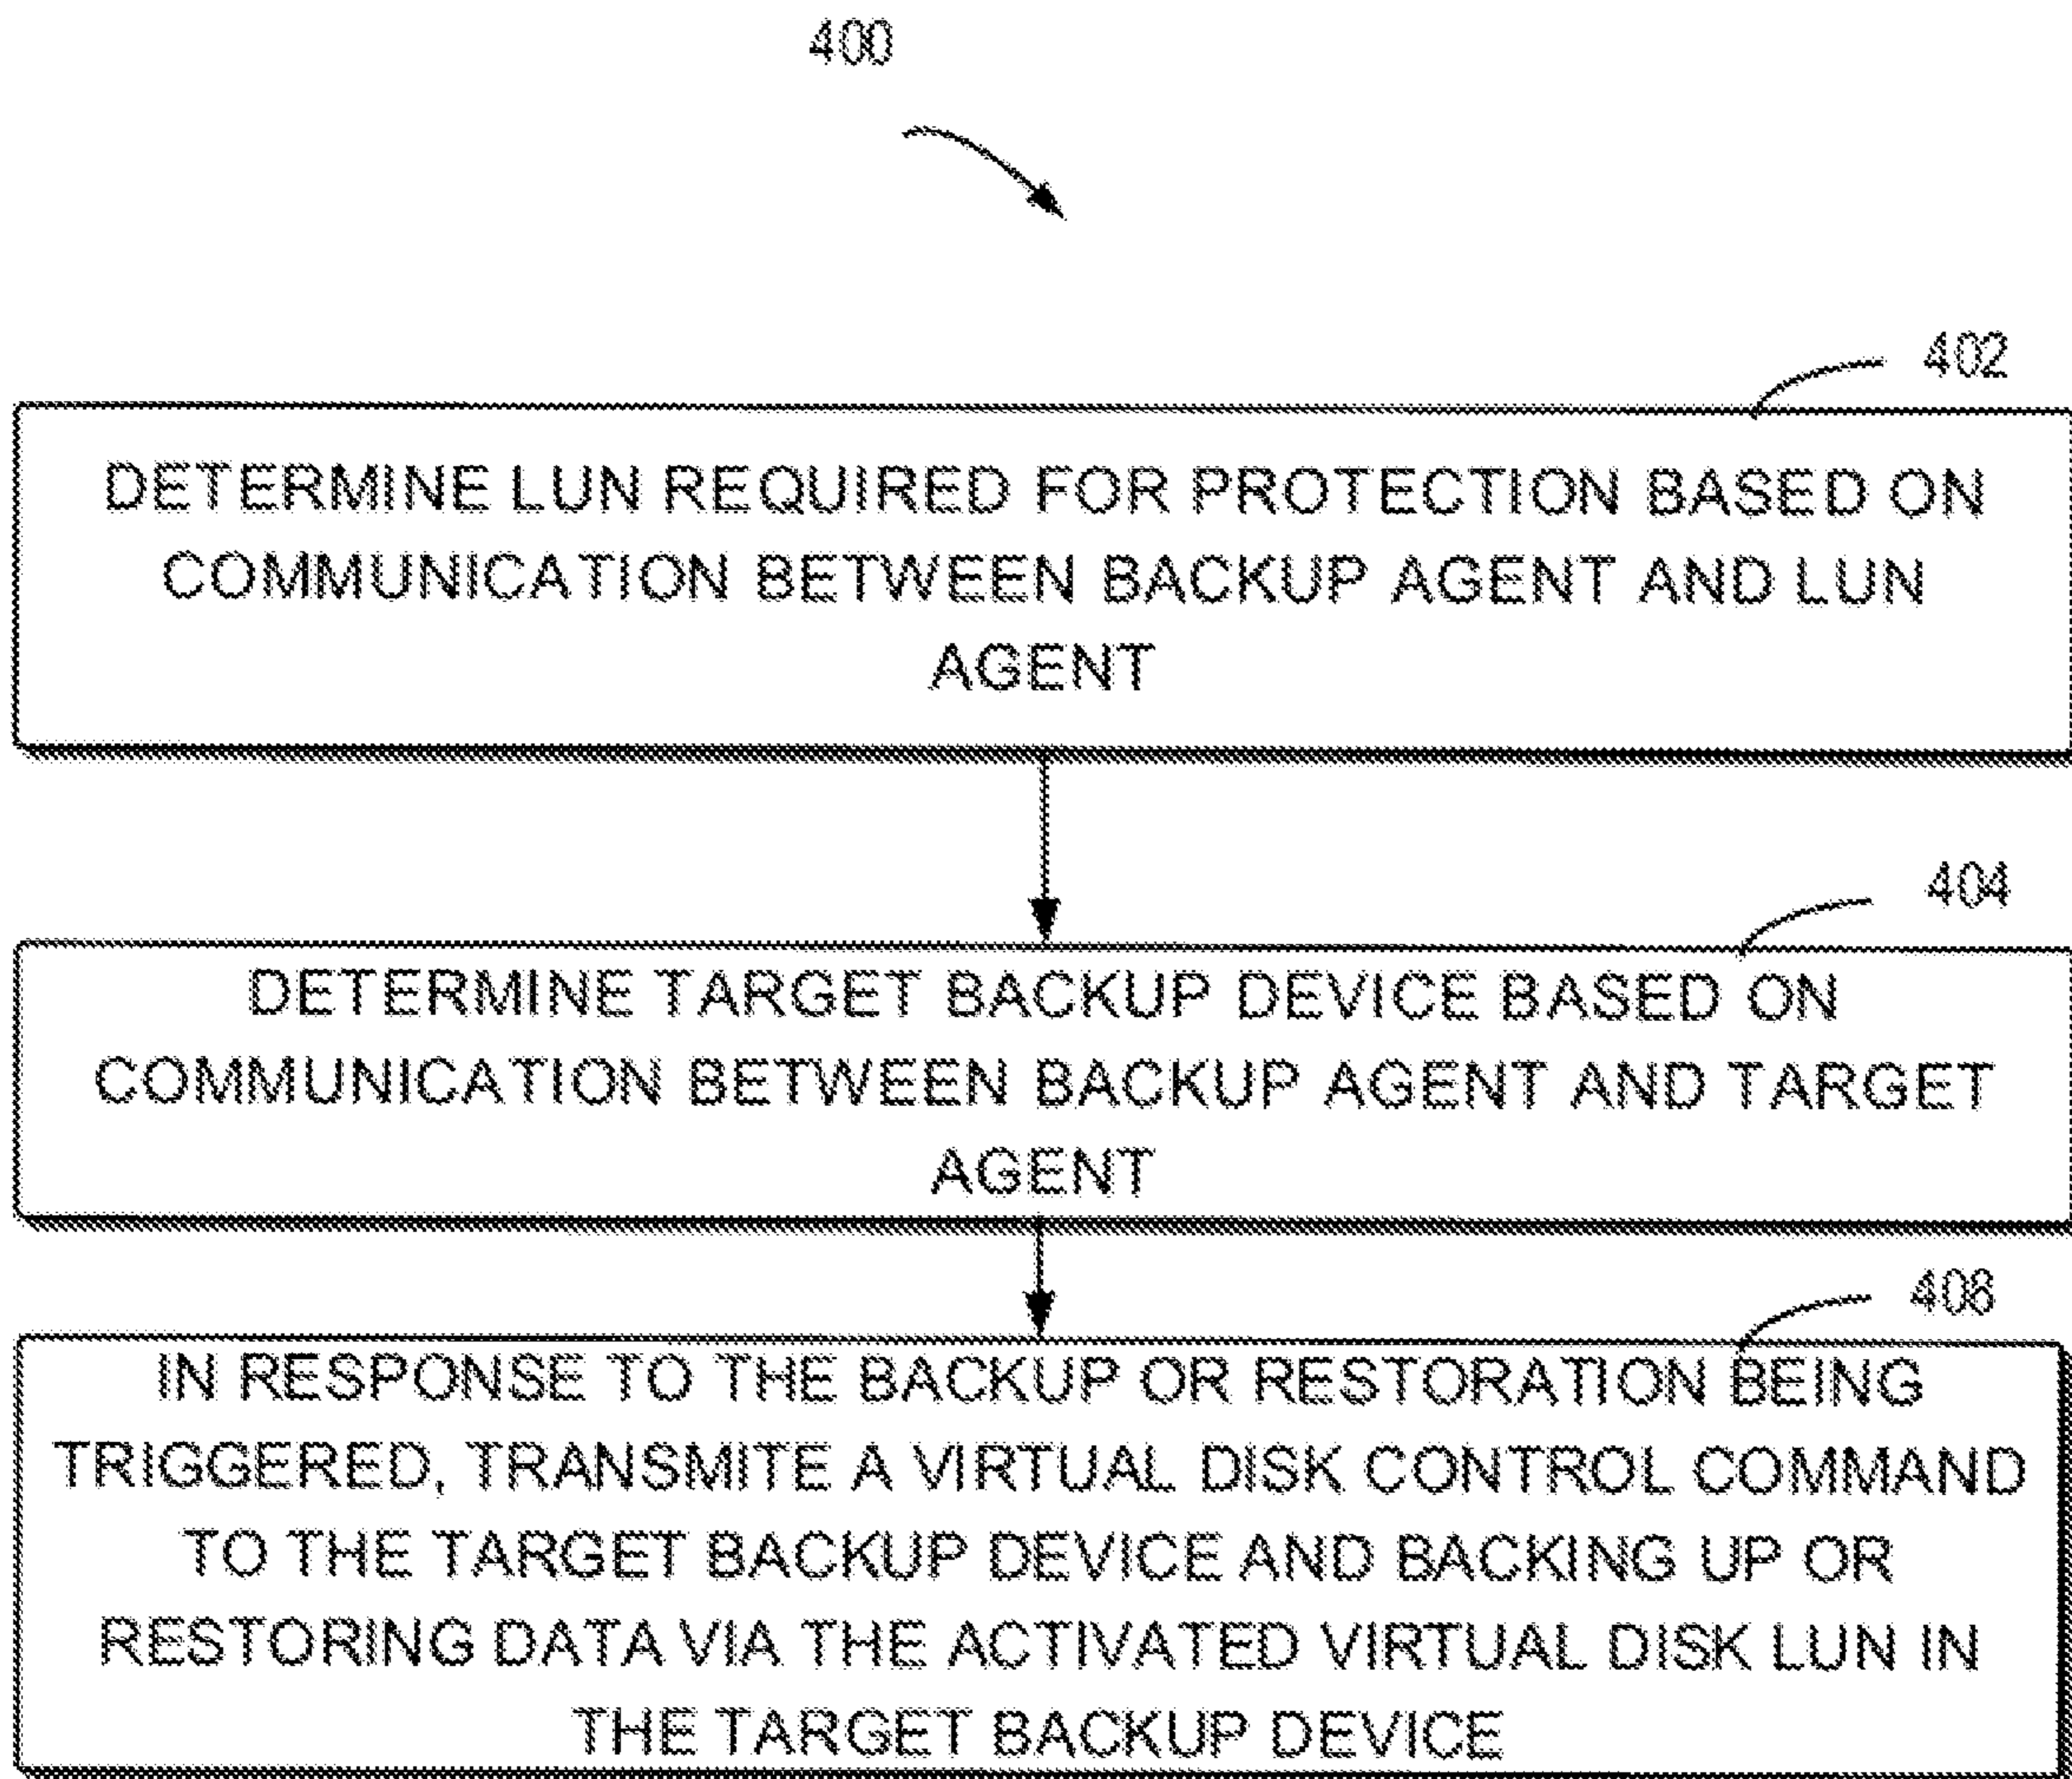 400
402
DETERMINE LUN REQUIRED FOR PROTECTION BASED ON
COMMUNICATION BETWEEN BACKUP AGENT AND LUN
AGENT
404
DETERMINE TARGET BACKUP DEVICE BASED ON
COMMUNICATION BETWEEN BACKUP AGENT AND TARGET
AGENT
408
IN RESPONSE TO THE BACKUP OR RESTORATION BEING
TRIGGERED, TRANSMITE A VIRTUAL DISK CONTROL COMMAND
TO THE TARGET BACKUP DEVICE AND BACKING UP OR
RESTORING DATA VIA THE ACTIVATED VIRTUAL DISK LUN IN
THE TARGET BACKUP DEVICE